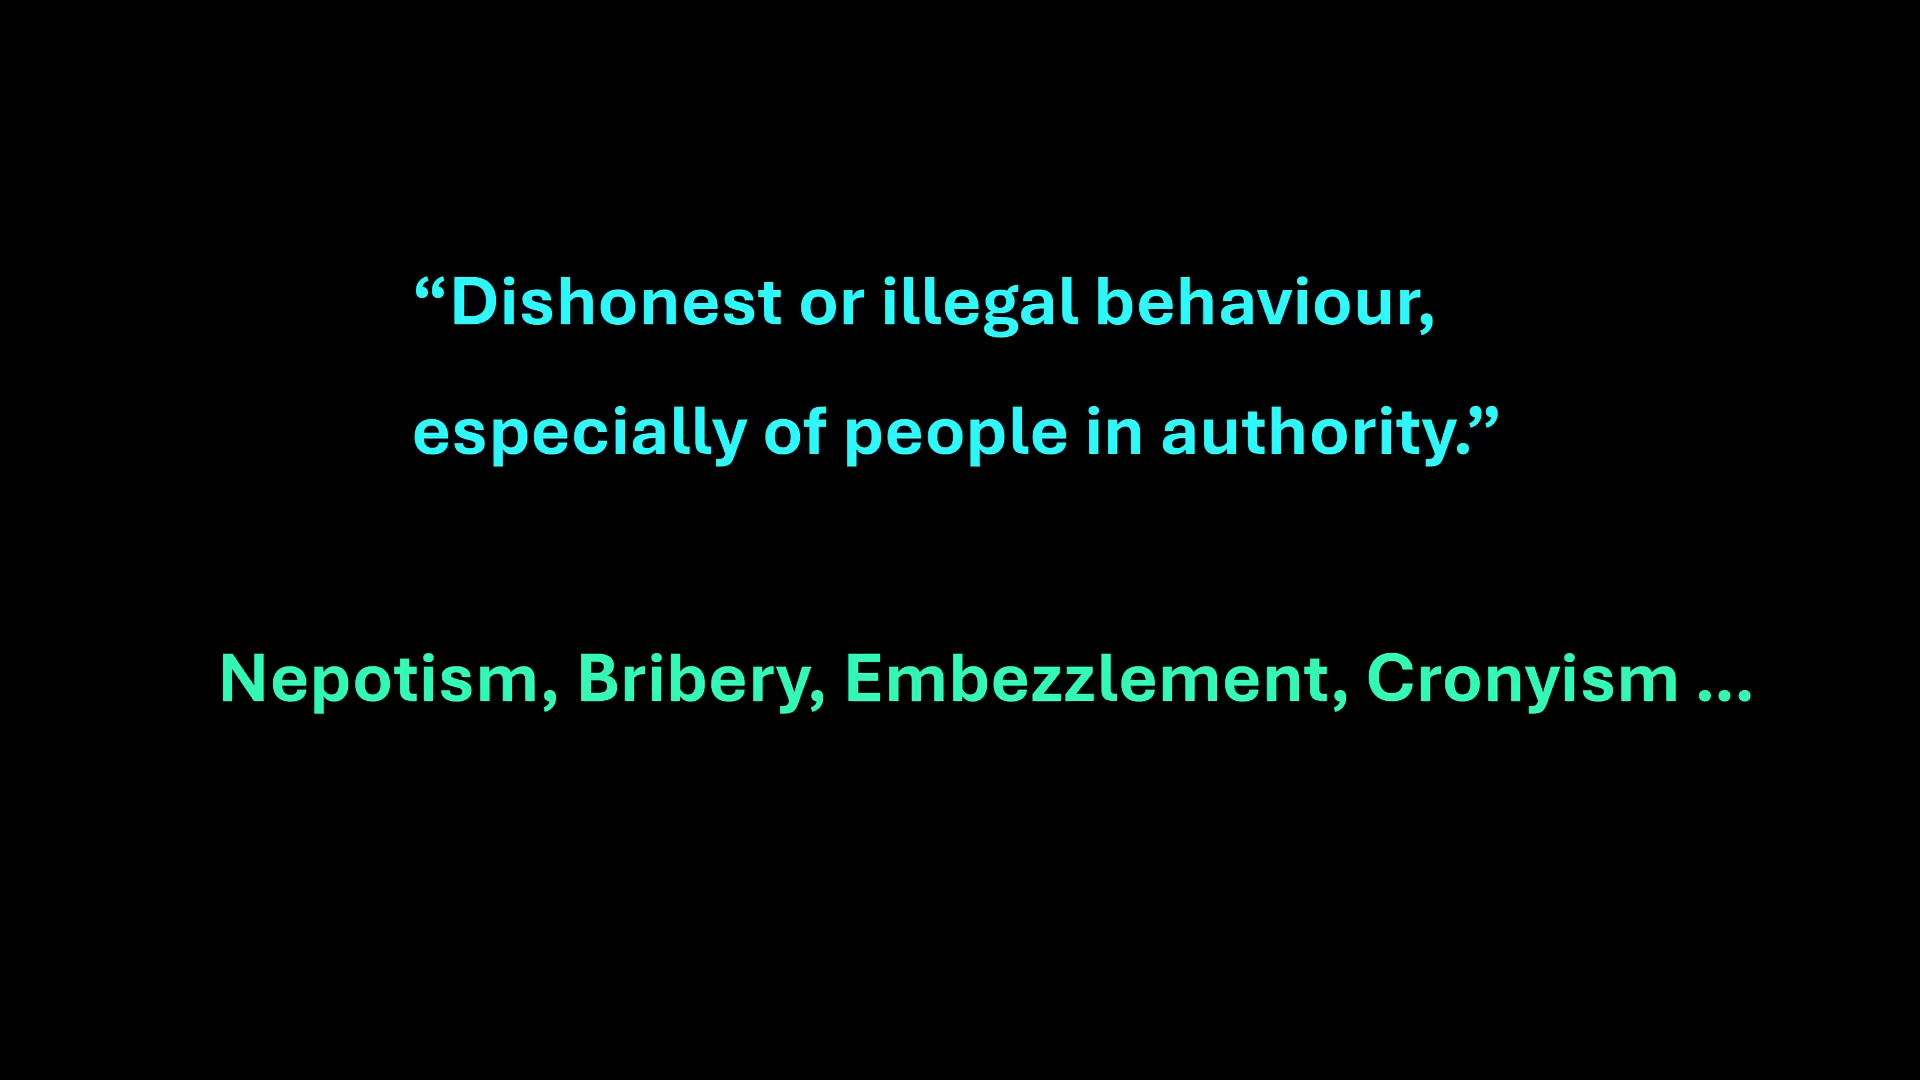 “Dishonest or illegal behaviour,
especially of people in authority.”
Nepotism, Bribery, Embezzlement, Cronyism ...